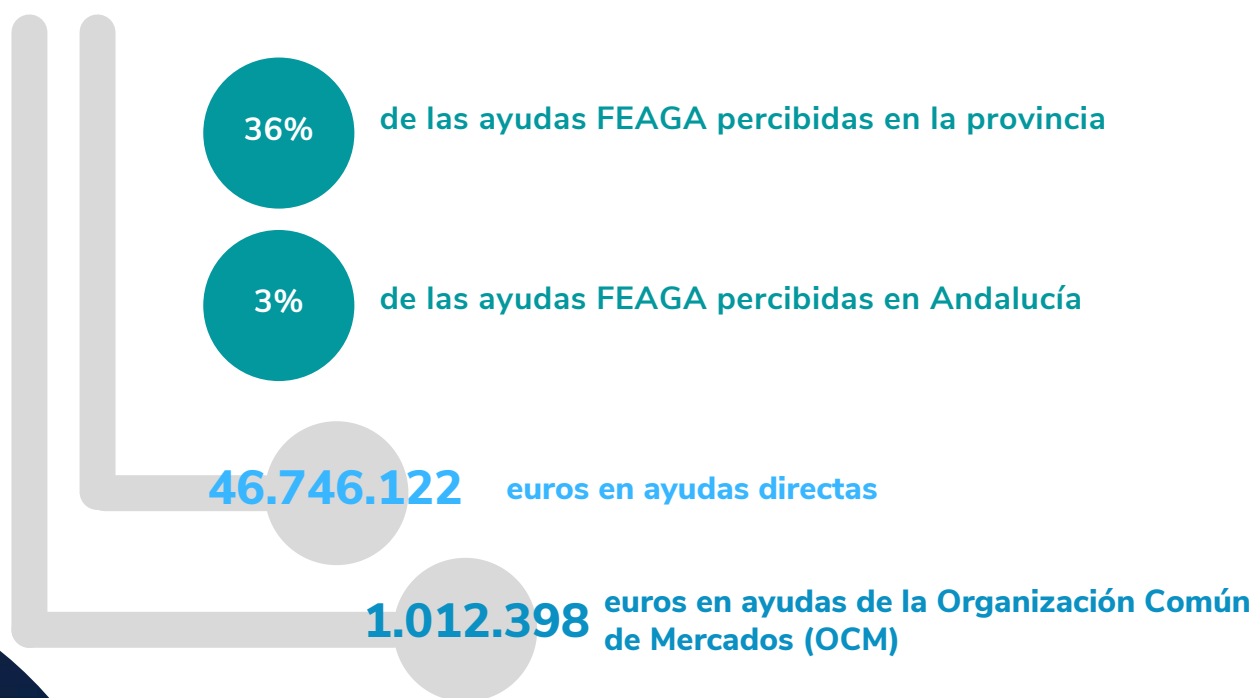 36%
de las ayudas FEAGA percibidas en la provincia
3%
de las ayudas FEAGA percibidas en Andalucía
46.746.122
euros en ayudas directas
1.012.398
euros en ayudas de la Organización Común
de Mercados (OCM)